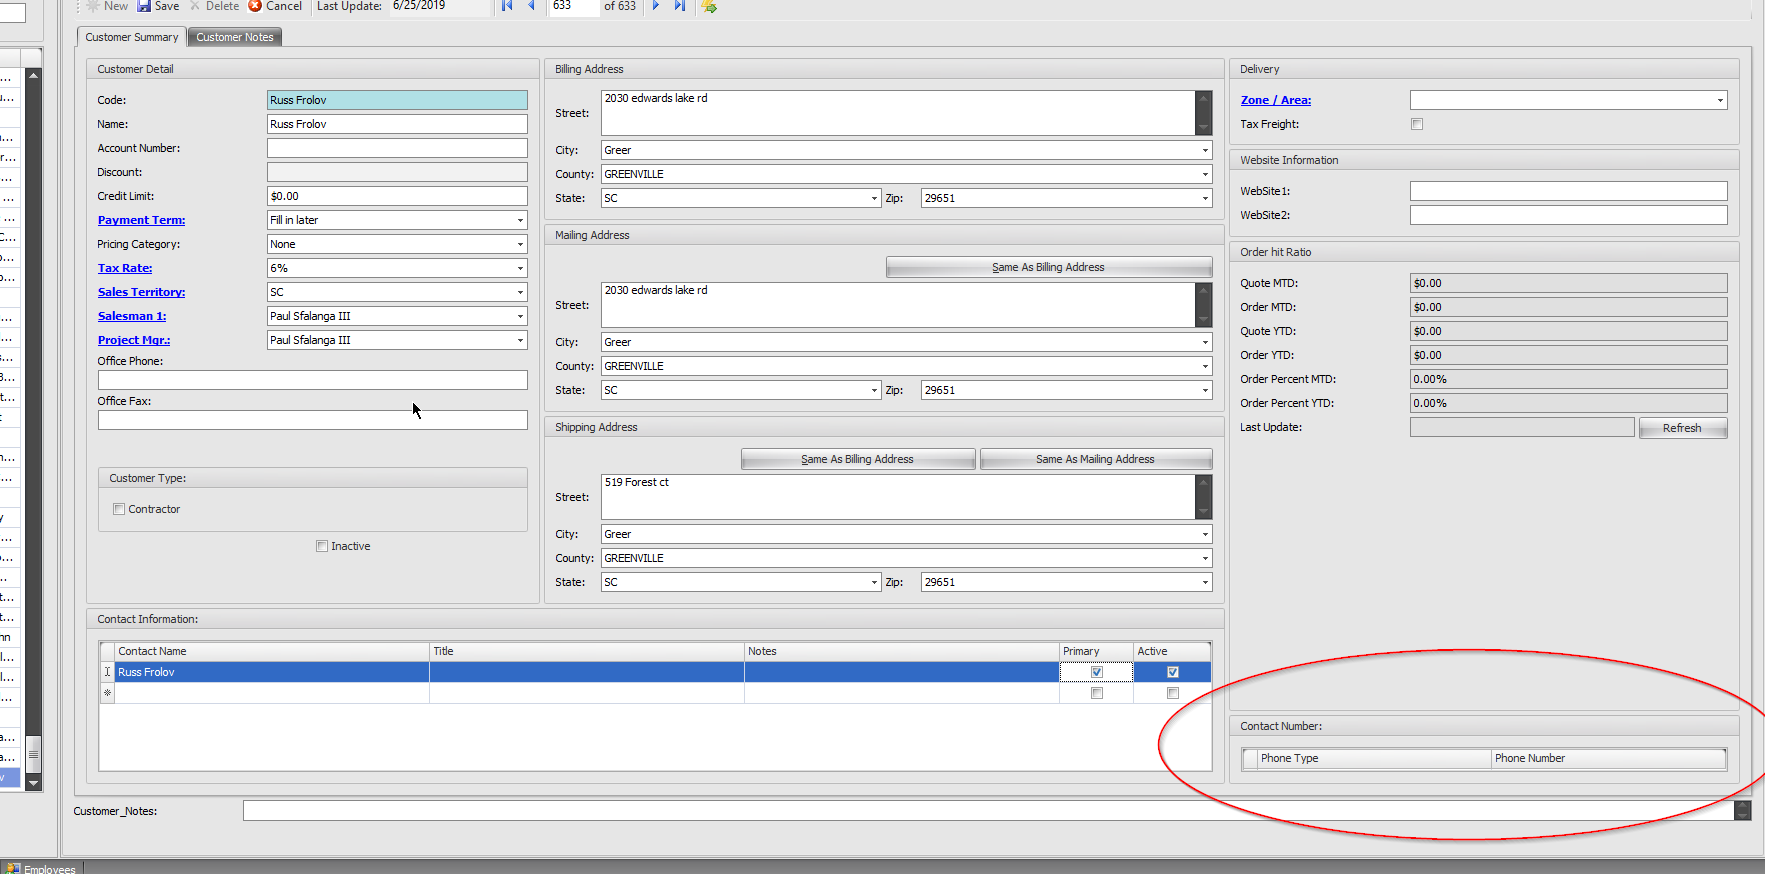 New Save Delete Cancel Last Update: 6/25/2019 633 of 633
Customer Summary Customer Notes
Customer Detail
Code: Russ Frolov
Name: Russ Frolov
Account Number:
Discount:
Credit Limit: $0.00
Payment Term: Fill in later
Pricing Category: None
Tax Rate: 6%
Sales Territory: SC
Salesman 1: Paul Sfalanga III
Project Mgr.: Paul Sfalanga III
Office Phone:
Office Fax:
Customer Type:
Contractor
Inactive
Billing Address
Street: 2030 edwards lake rd
City: Greer
County: GREENVILLE
State: SC Zip: 29651
Mailing Address
Same As Billing Address
Street: 2030 edwards lake rd
City: Greer
County: GREENVILLE
State: SC Zip: 29651
Shipping Address
Same As Billing Address Same As Mailing Address
Street: 519 Forest ct
City: Greer
County: GREENVILLE
State: SC Zip: 29651
Delivery
Zone / Area:
Tax Freight:
Website Information
WebSite1:
WebSite2:
Order hit Ratio
Quote MTD: $0.00
Order MTD: $0.00
Quote YTD: $0.00
Order YTD: $0.00
Order Percent MTD: 0.00%
Order Percent YTD: 0.00%
Last Update: Refresh
Contact Information:
Contact Name Title Notes Primary Active
Russ Frolov
Contact Number:
Phone Type Phone Number
Customer_Notes:
Employees